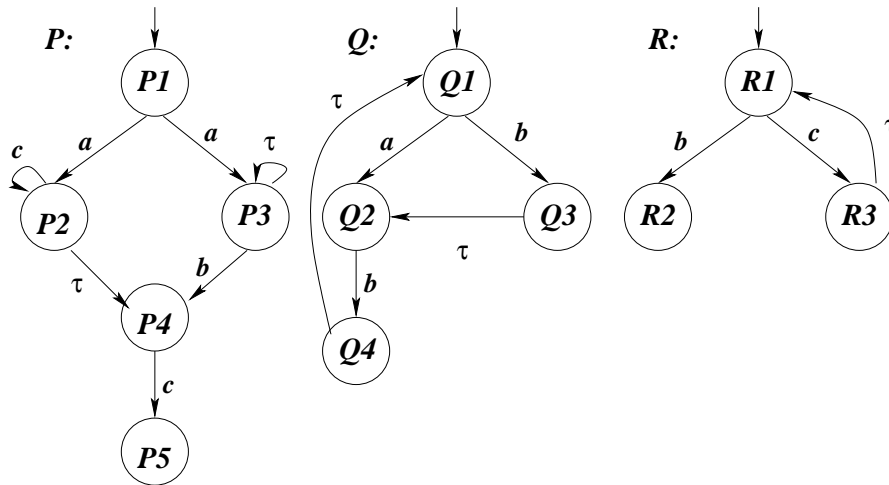 P: Q: R:
P1 Q1 R1
τ τ
a a τ a b b c
c
P2 P3 Q2 Q3 R2 R3
τ b τ
b
P4 Q4
c
P5